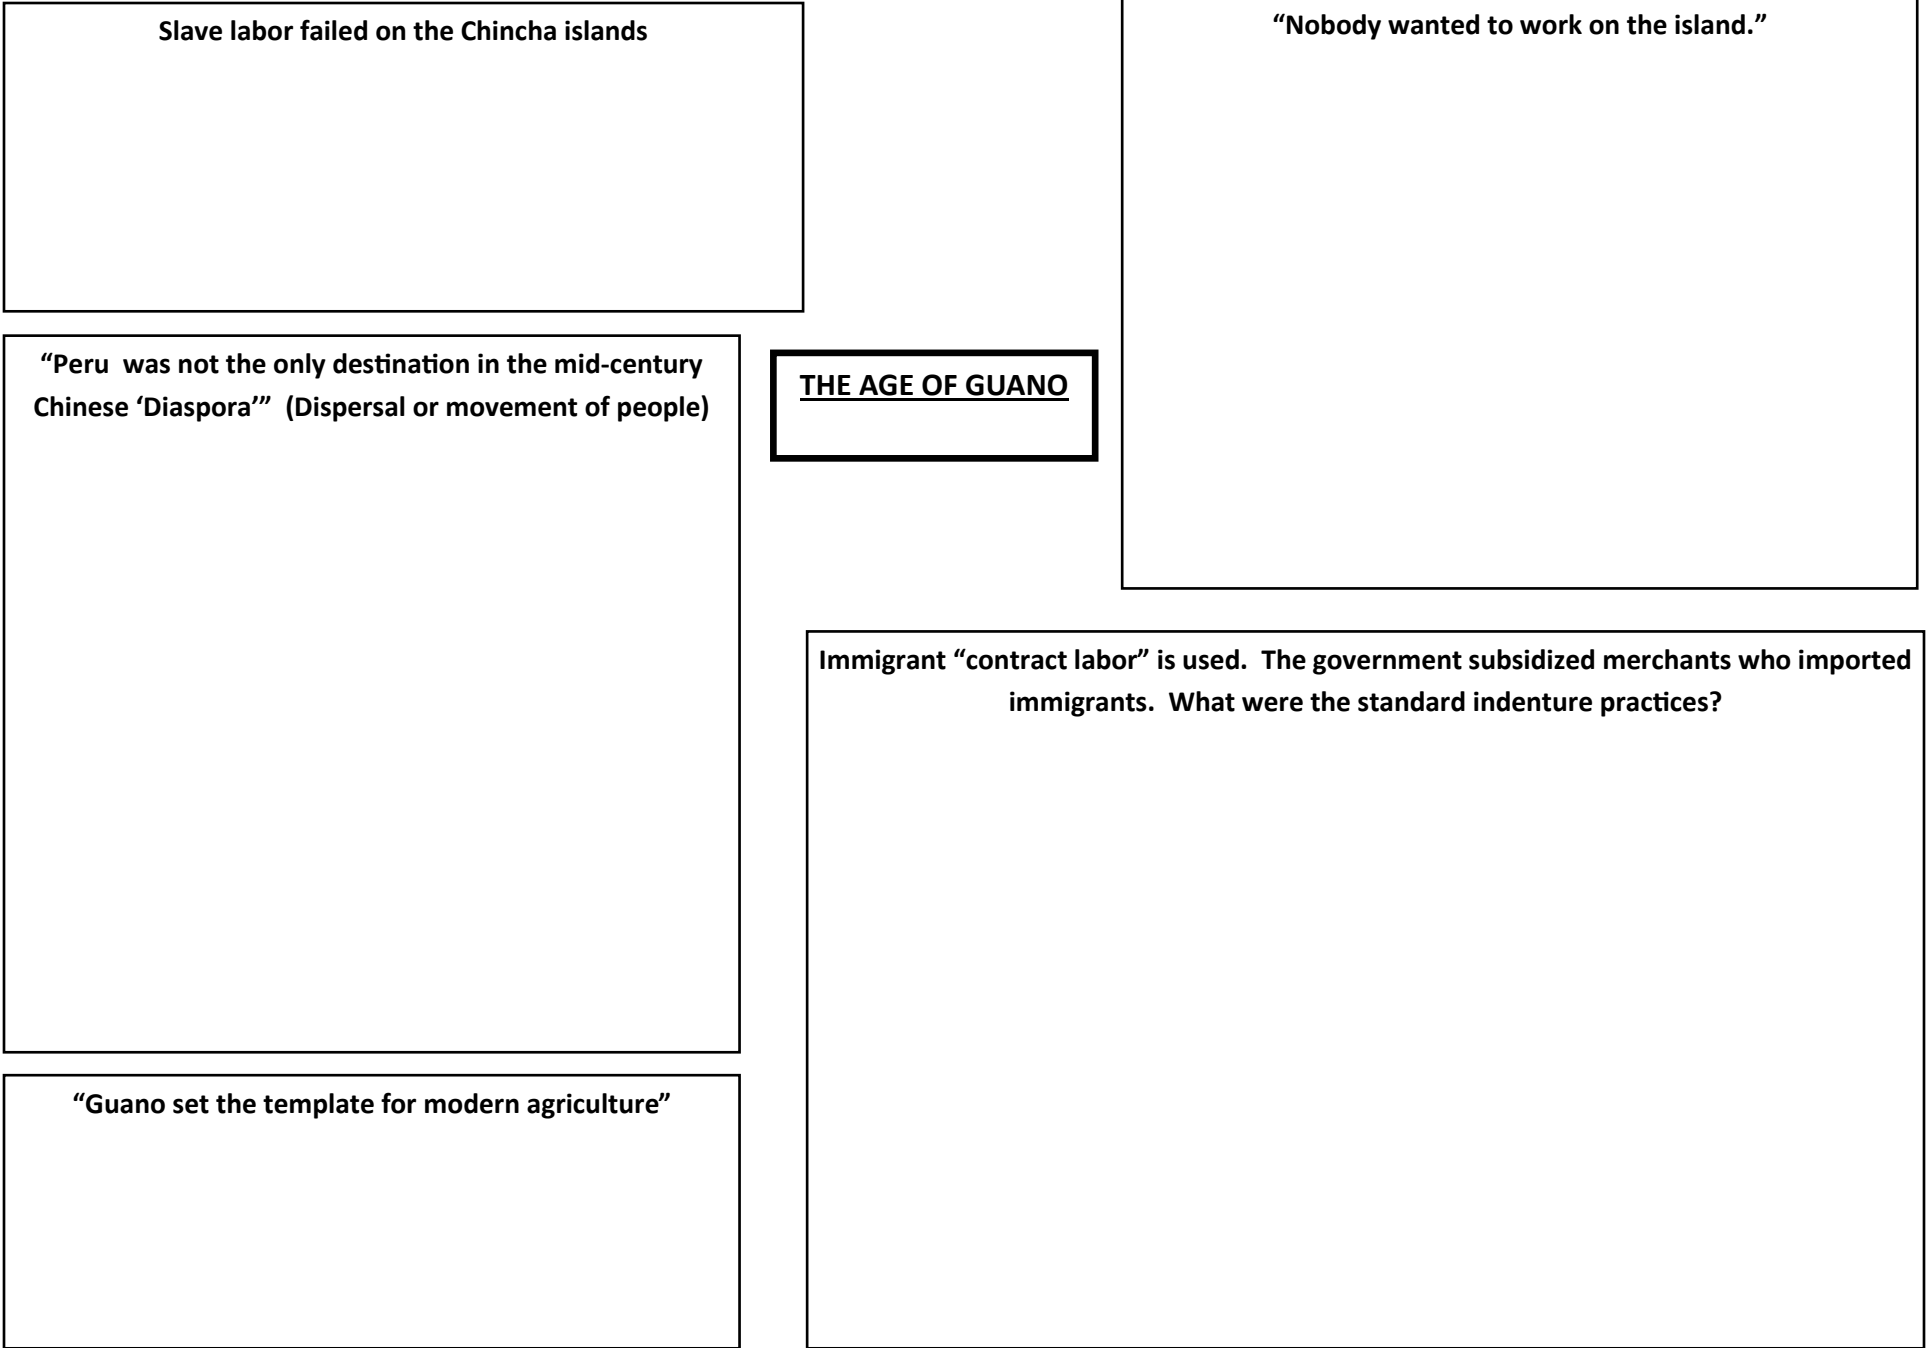 Slave labor failed on the Chincha islands
“Nobody wanted to work on the island.”
“Peru  was not the only destination in the mid-century
Chinese ‘Diaspora’”  (Dispersal or movement of people)
THE AGE OF GUANO
Immigrant “contract labor” is used.  The government subsidized merchants who imported
immigrants.  What were the standard indenture practices?
“Guano set the template for modern agriculture”